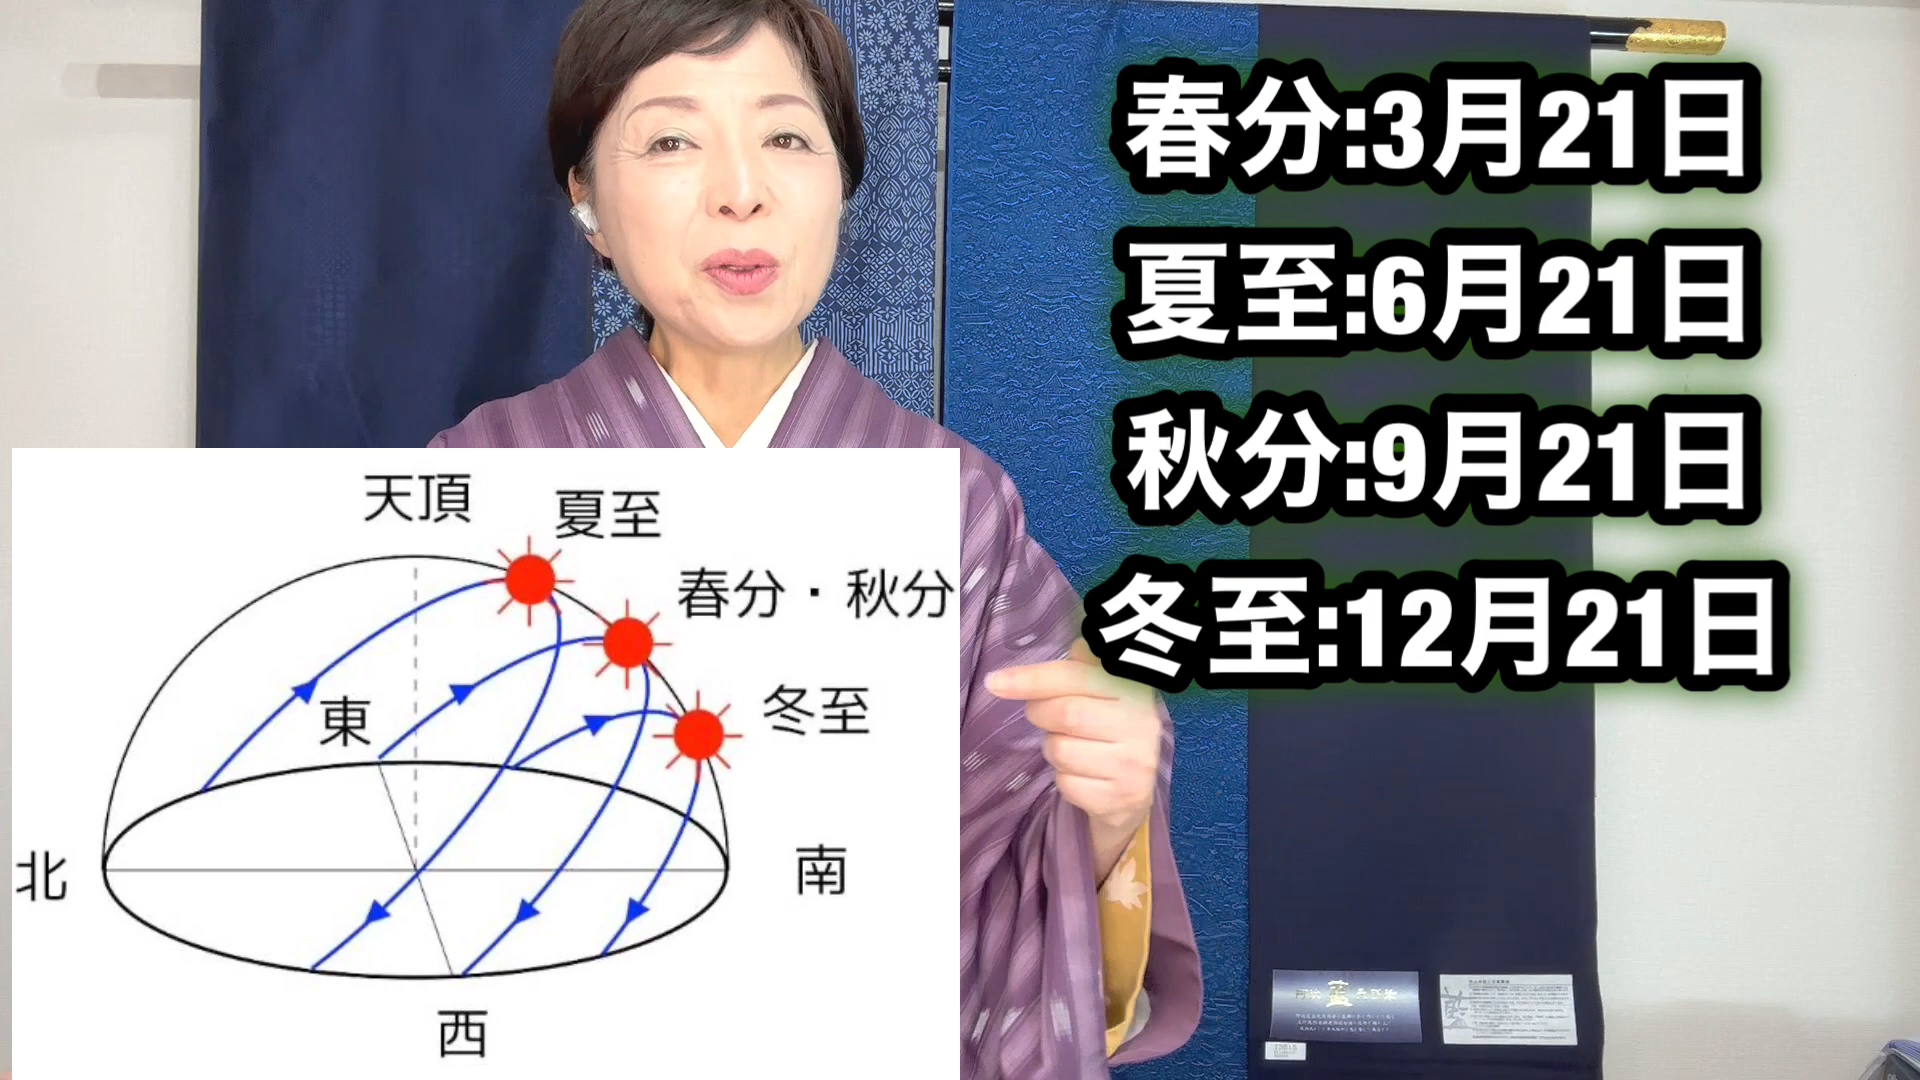 春分:3月21日
夏至:6月21日
秋分:9月21日
冬至:12月21日
天頂
夏至
春分・秋分
冬至
東
北
南
西
藍